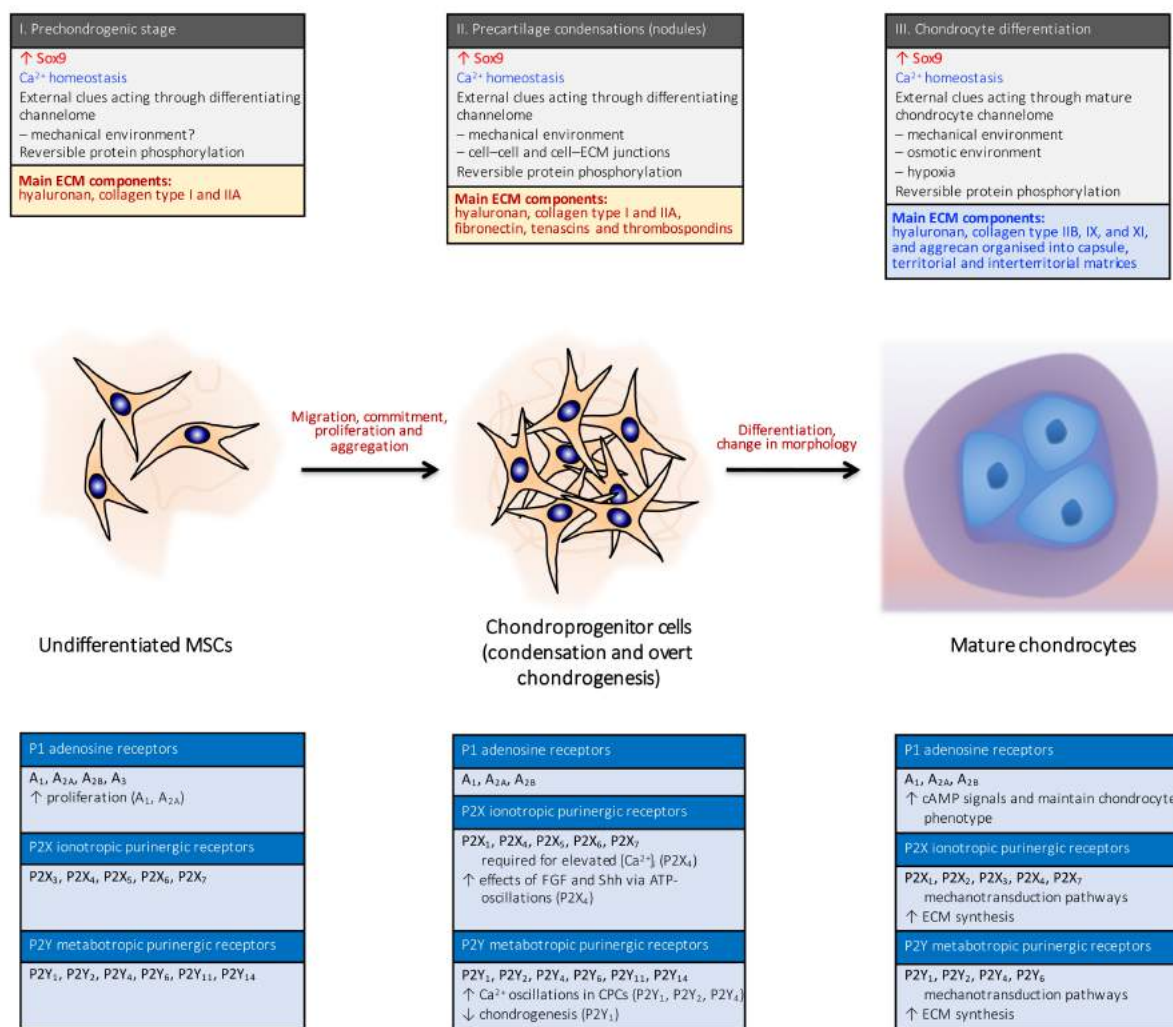 I. Prechondrogenic stage
↑ Sox9
Ca²⁺ homeostasis
External clues acting through differentiating
channelome
– mechanical environment?
Reversible protein phosphorylation
Main ECM components:
hyaluronan, collagen type I and IIA
II. Precartilage condensations (nodules)
↑ Sox9
Ca²⁺ homeostasis
External clues acting through differentiating
channelome
– mechanical environment
– cell–cell and cell–ECM junctions
Reversible protein phosphorylation
Main ECM components:
hyaluronan, collagen type I and IIA,
fibronectin, tenascins and thrombospondins
III. Chondrocyte differentiation
↑ Sox9
Ca²⁺ homeostasis
External clues acting through mature
chondrocyte channelome
– mechanical environment
– osmotic environment
– hypoxia
Reversible protein phosphorylation
Main ECM components:
hyaluronan, collagen type IIB, IX, and XI,
and aggrecan organised into capsule,
territorial and interterritorial matrices
Migration, commitment,
proliferation and
aggregation
Differentiation,
change in morphology
Undifferentiated MSCs
Chondroprogenitor cells
(condensation and overt
chondrogenesis)
Mature chondrocytes
P1 adenosine receptors
A₁, A₂A, A₂B, A₃
↑ proliferation (A₁, A₂A)
P2X ionotropic purinergic receptors
P2X₃, P2X₄, P2X₅, P2X₆, P2X₇
P2Y metabotropic purinergic receptors
P2Y₁, P2Y₂, P2Y₄, P2Y₆, P2Y₁₁, P2Y₁₄
P1 adenosine receptors
A₁, A₂A, A₂B
P2X ionotropic purinergic receptors
P2X₁, P2X₄, P2X₅, P2X₆, P2X₇
required for elevated [Ca²⁺]ᵢ (P2X₄)
↑ effects of FGF and Shh via ATP-
oscillations (P2X₄)
P2Y metabotropic purinergic receptors
P2Y₁, P2Y₂, P2Y₄, P2Y₆, P2Y₁₁, P2Y₁₄
↑ Ca²⁺ oscillations in CPCs (P2Y₁, P2Y₂, P2Y₄)
↓ chondrogenesis (P2Y₁)
P1 adenosine receptors
A₁, A₂A, A₂B
↑ cAMP signals and maintain chondrocyte
phenotype
P2X ionotropic purinergic receptors
P2X₁, P2X₂, P2X₃, P2X₄, P2X₇
mechanotransduction pathways
↑ ECM synthesis
P2Y metabotropic purinergic receptors
P2Y₁, P2Y₂, P2Y₄, P2Y₆
mechanotransduction pathways
↑ ECM synthesis